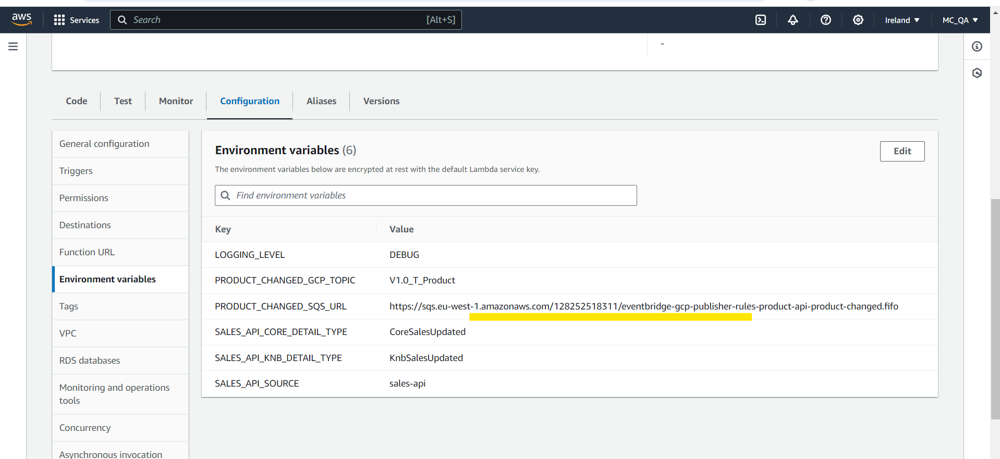 aws
Services
Search
[Alt+S]
Ireland
MC_QA
-
Code
Test
Monitor
Configuration
Aliases
Versions
General configuration
Triggers
Permissions
Destinations
Function URL
Environment variables
Tags
VPC
RDS databases
Monitoring and operations
tools
Concurrency
Asynchronous invocation
Environment variables (6)
Edit
The environment variables below are encrypted at rest with the default Lambda service key.
Find environment variables
Key Value
LOGGING_LEVEL DEBUG
PRODUCT_CHANGED_GCP_TOPIC V1.0_T_Product
PRODUCT_CHANGED_SQS_URL https://sqs.eu-west-1.amazonaws.com/128252518311/eventbridge-gcp-publisher-rules-product-api-product-changed.fifo
SALES_API_CORE_DETAIL_TYPE CoreSalesUpdated
SALES_API_KNB_DETAIL_TYPE KnbSalesUpdated
SALES_API_SOURCE sales-api